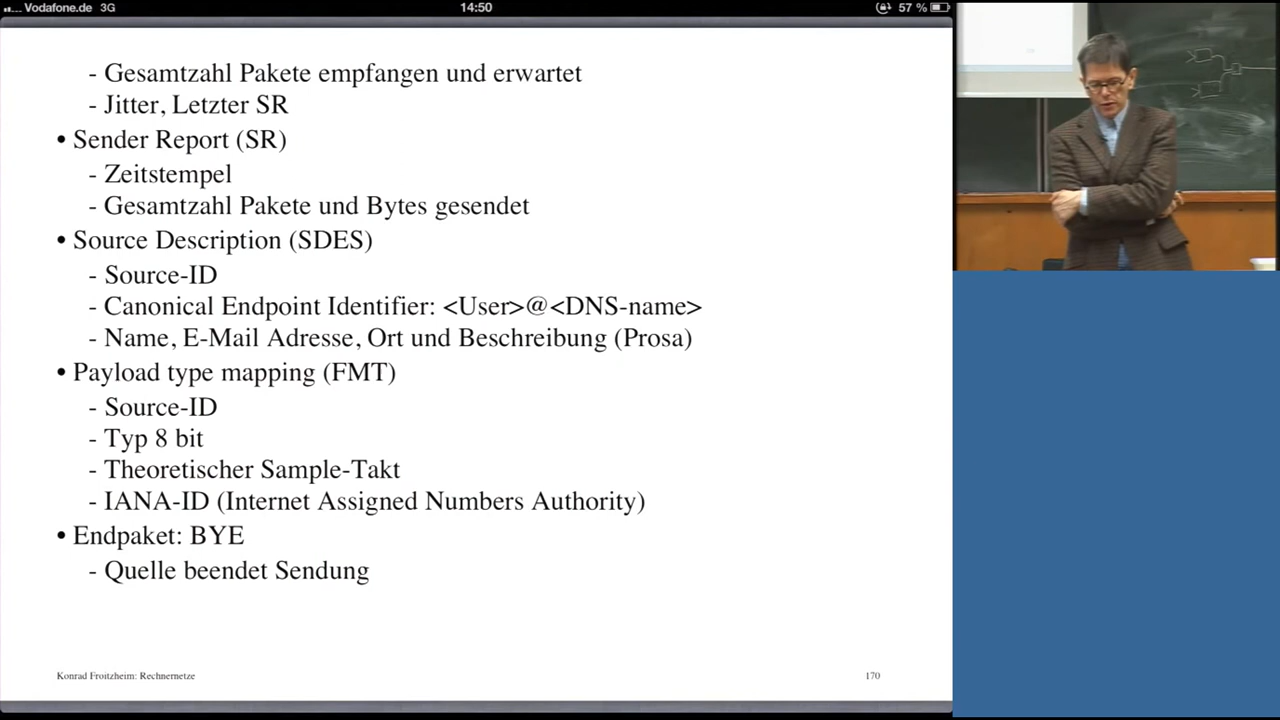 Vodafone.de 3G 14:50 57 %
- Gesamtzahl Pakete empfangen und erwartet
- Jitter, Letzter SR
• Sender Report (SR)
- Zeitstempel
- Gesamtzahl Pakete und Bytes gesendet
• Source Description (SDES)
- Source-ID
- Canonical Endpoint Identifier: <User>@<DNS-name>
- Name, E-Mail Adresse, Ort und Beschreibung (Prosa)
• Payload type mapping (FMT)
- Source-ID
- Typ 8 bit
- Theoretischer Sample-Takt
- IANA-ID (Internet Assigned Numbers Authority)
• Endpaket: BYE
- Quelle beendet Sendung
Konrad Froitzheim: Rechnernetze 170